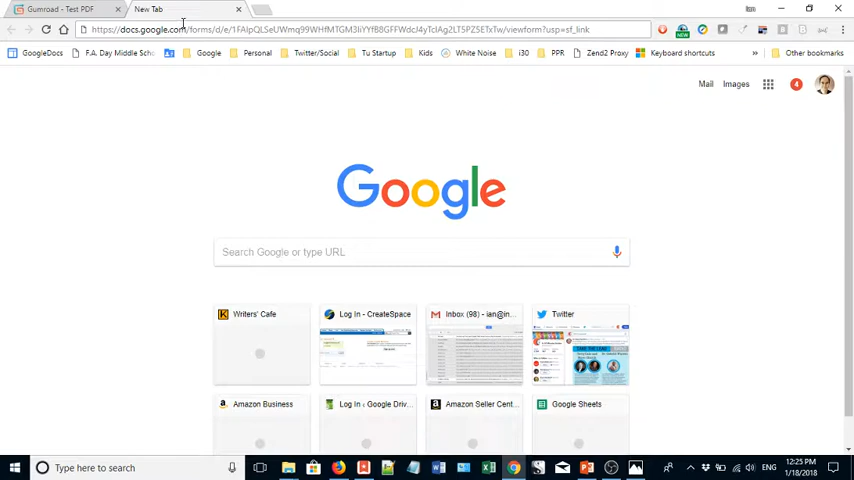 Gumroad - Test PDF
New Tab
Ian
https://docs.google.com/forms/d/e/1FAIpQLSeUWmq99WHfMTGM3IiYffB8GFFWdcJAg2LT5PZ5ETxTw/viewform?usp=sf_link
GoogleDocs
F.A. Day Middle Scho
Google
Personal
Twitter/Social
Tu Startup
Kids
White Noise
i30
PPR
Zend2 Proxy
Keyboard shortcuts
»
Other bookmarks
Mail
Images
4
Google
Search Google or type URL
Writers' Cafe
Log In - CreateSpace
Inbox (98) - ian@in...
Twitter
Amazon Business
Log In ‹ Google Driv...
Amazon Seller Cent...
Google Sheets
Type here to search
ENG
12:25 PM
1/18/2018